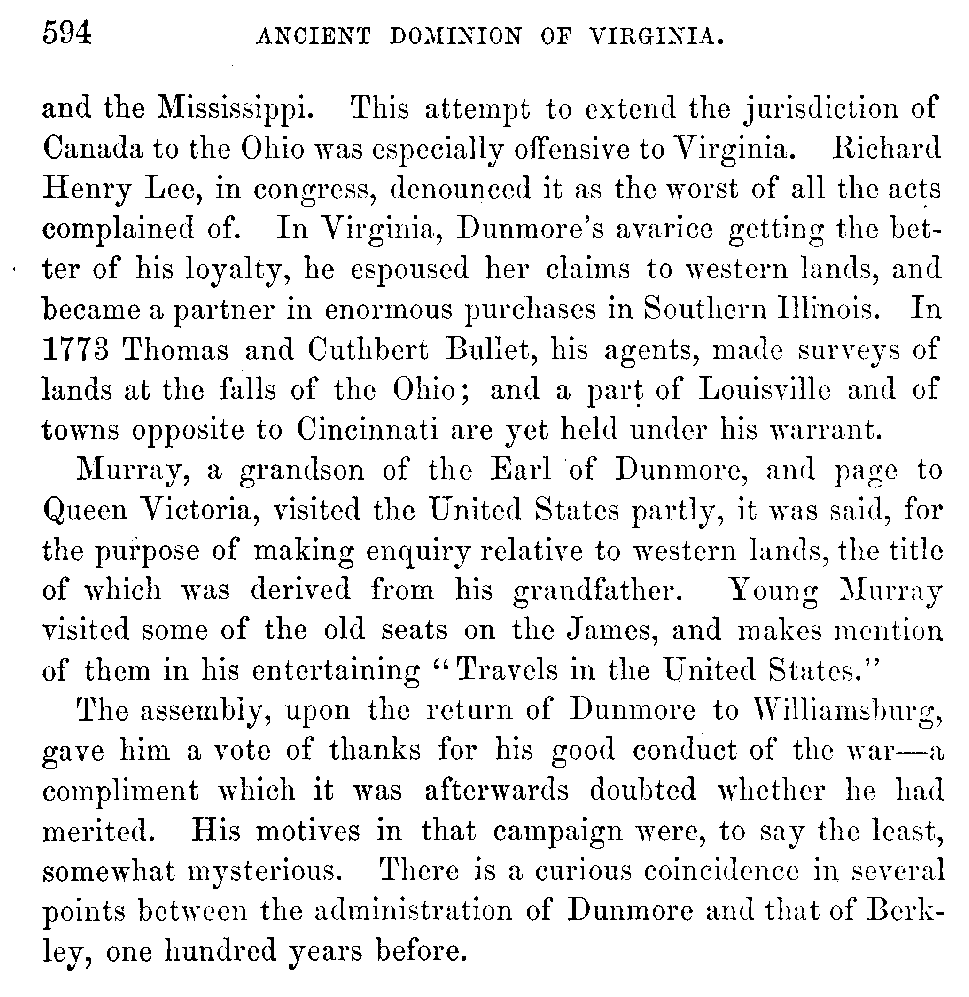 594 ANCIENT DOMINION OF VIRGINIA.
and the Mississippi. This attempt to extend the jurisdiction of
Canada to the Ohio was especially offensive to Virginia. Richard
Henry Lee, in congress, denounced it as the worst of all the acts
complained of. In Virginia, Dunmore's avarice getting the bet-
ter of his loyalty, he espoused her claims to western lands, and
became a partner in enormous purchases in Southern Illinois. In
1773 Thomas and Cuthbert Bullet, his agents, made surveys of
lands at the falls of the Ohio; and a part of Louisville and of
towns opposite to Cincinnati are yet held under his warrant.
Murray, a grandson of the Earl of Dunmore, and page to
Queen Victoria, visited the United States partly, it was said, for
the purpose of making enquiry relative to western lands, the title
of which was derived from his grandfather. Young Murray
visited some of the old seats on the James, and makes mention
of them in his entertaining "Travels in the United States."
The assembly, upon the return of Dunmore to Williamsburg,
gave him a vote of thanks for his good conduct of the war—a
compliment which it was afterwards doubted whether he had
merited. His motives in that campaign were, to say the least,
somewhat mysterious. There is a curious coincidence in several
points between the administration of Dunmore and that of Berk-
ley, one hundred years before.